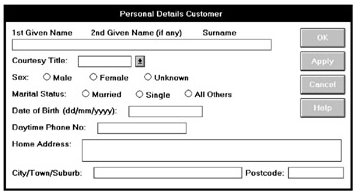 Personal Details Customer
1st Given Name 2nd Given Name (if any) Surname
OK
Courtesy Title:
Apply
Sex: Male Female Unknown
Cancel
Marital Status: Married Single All Others
Date of Birth (dd/mm/yyyy):
Help
Daytime Phone No:
Home Address:
City/Town/Suburb: Postcode: